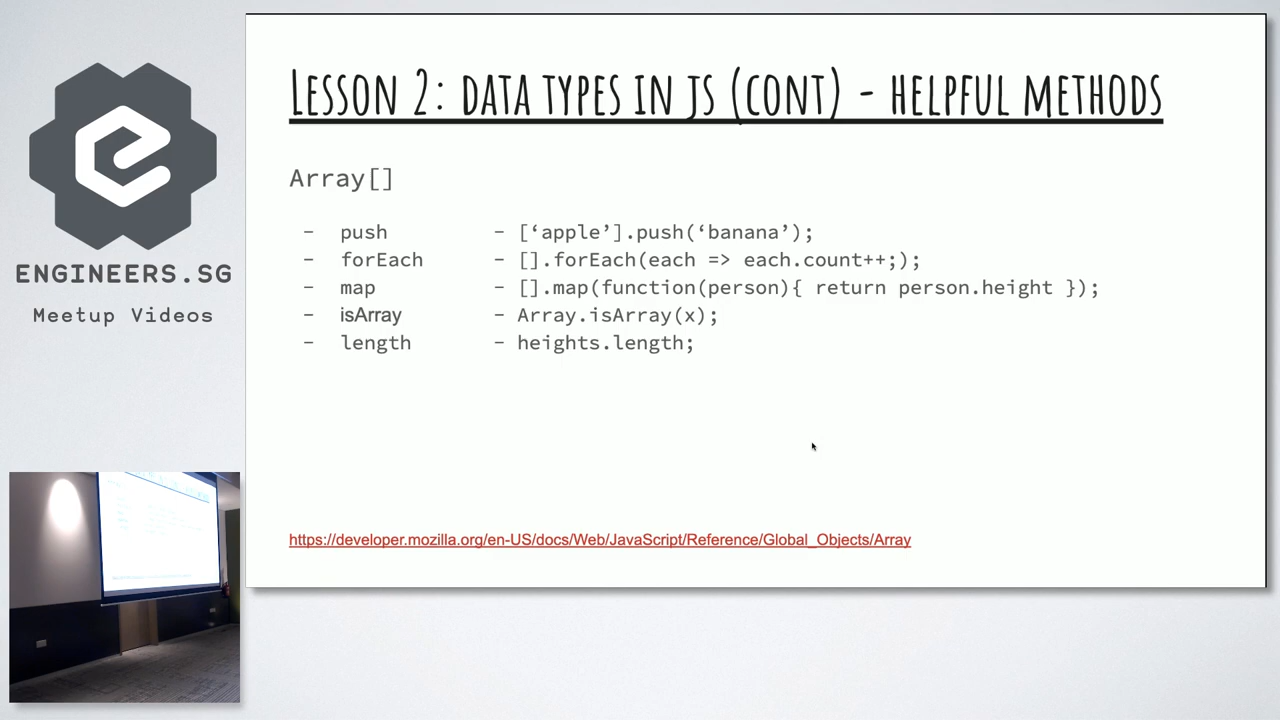 LESSON 2: DATA TYPES IN JS (CONT) - HELPFUL METHODS
Array[]
- push - [‘apple’].push(‘banana’);
- forEach - [].forEach(each => each.count++;);
- map - [].map(function(person){ return person.height });
- isArray - Array.isArray(x);
- length - heights.length;
https://developer.mozilla.org/en-US/docs/Web/JavaScript/Reference/Global_Objects/Array
ENGINEERS.SG
Meetup Videos